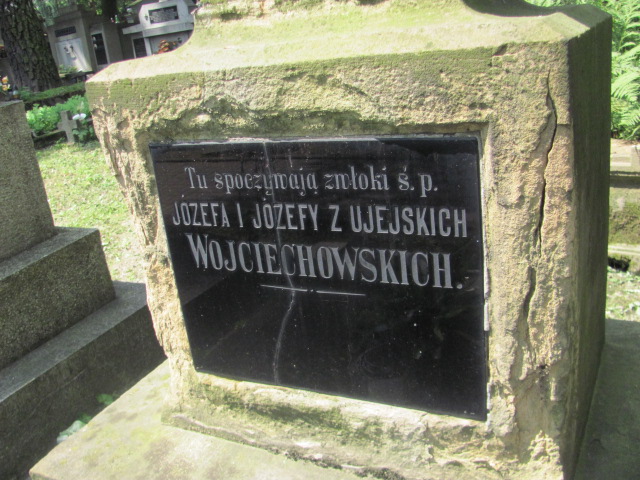 Tu spoczywają zwłoki ś. p.
JÓZEFA I JÓZEFY Z UJEJSKICH
WOJCIECHOWSKICH.